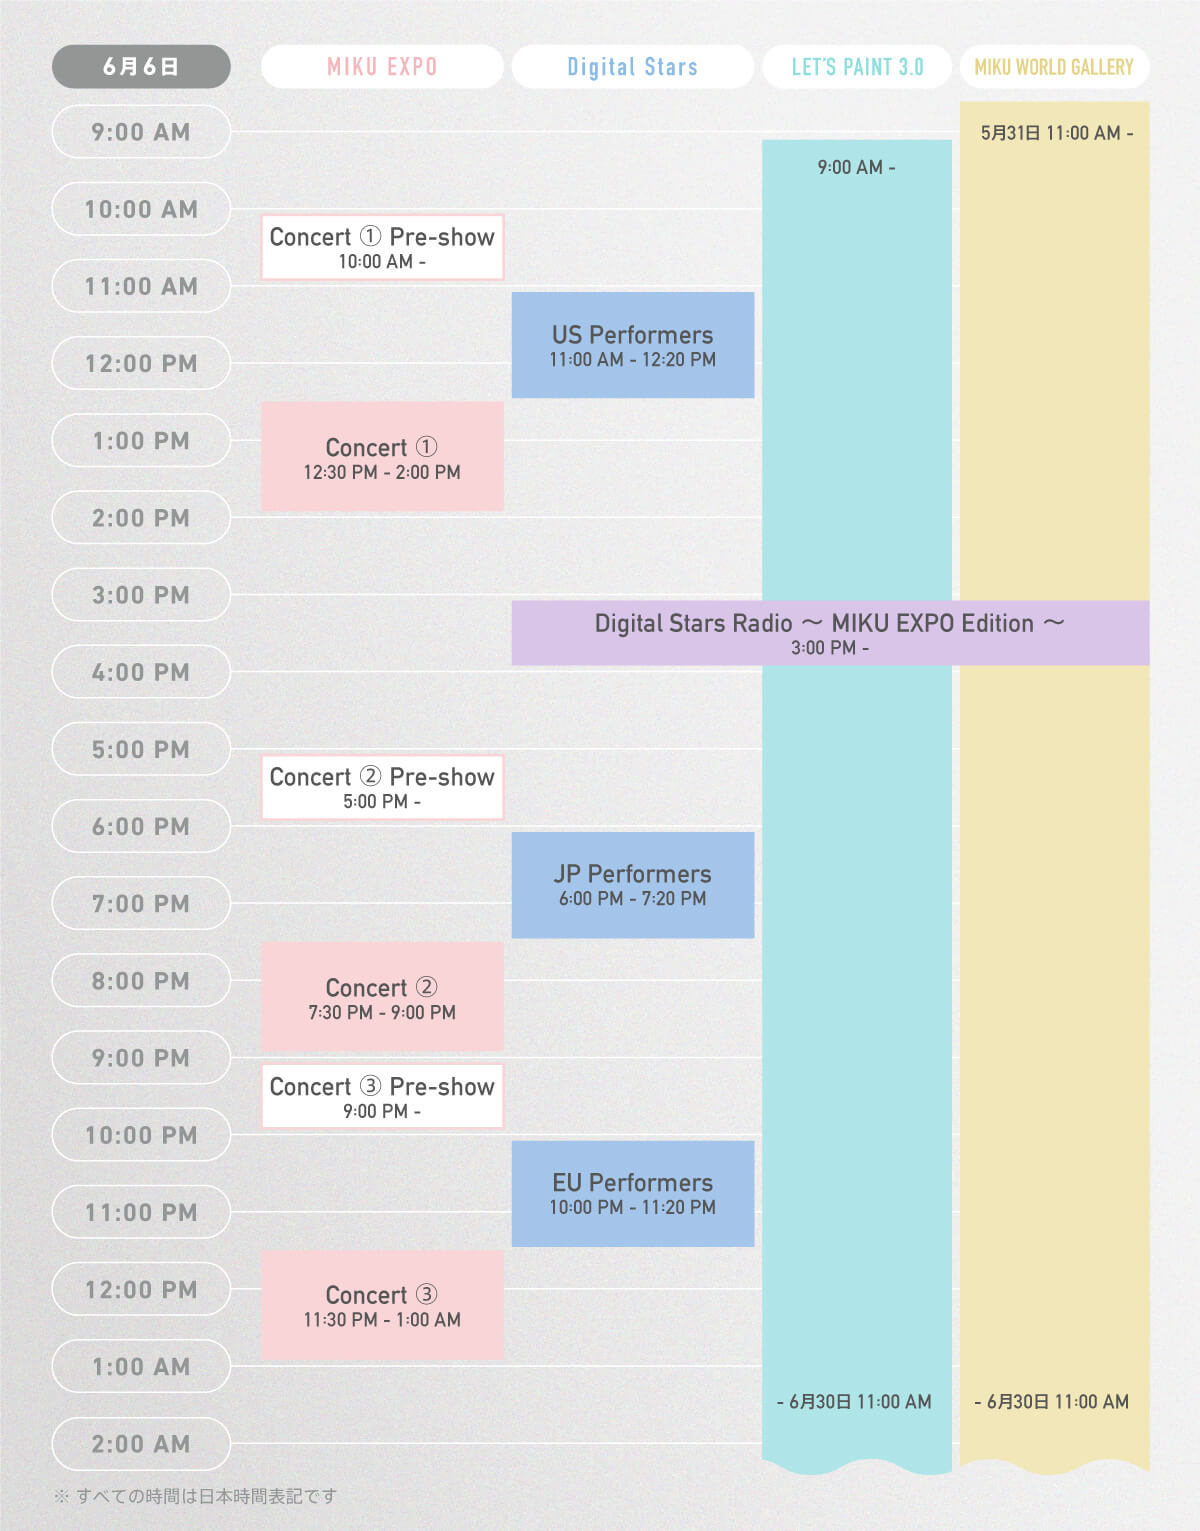 6月6日
MIKU EXPO
Digital Stars
LET'S PAINT 3.0
MIKU WORLD GALLERY
9:00 AM
5月31日 11:00 AM -
9:00 AM -
10:00 AM
Concert ① Pre-show
10:00 AM -
11:00 AM
US Performers
11:00 AM - 12:20 PM
12:00 PM
1:00 PM
Concert ①
12:30 PM - 2:00 PM
2:00 PM
3:00 PM
Digital Stars Radio ～ MIKU EXPO Edition ～
3:00 PM -
4:00 PM
5:00 PM
Concert ② Pre-show
5:00 PM -
6:00 PM
JP Performers
6:00 PM - 7:20 PM
7:00 PM
8:00 PM
Concert ②
7:30 PM - 9:00 PM
9:00 PM
Concert ③ Pre-show
9:00 PM -
10:00 PM
EU Performers
10:00 PM - 11:20 PM
11:00 PM
12:00 PM
Concert ③
11:30 PM - 1:00 AM
1:00 AM
- 6月30日 11:00 AM
- 6月30日 11:00 AM
2:00 AM
※ すべての時間は日本時間表記です